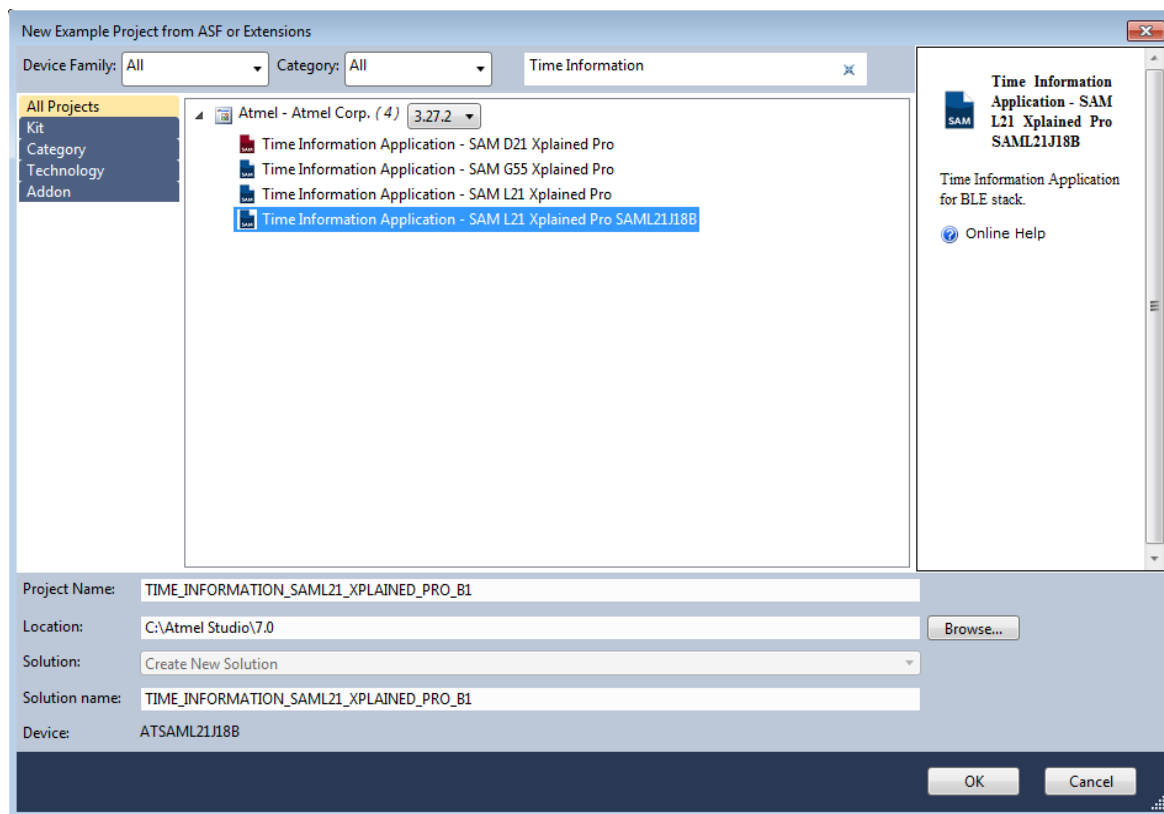 New Example Project from ASF or Extensions
Device Family: All Category: All Time Information
All Projects
Kit
Category
Technology
Addon
Atmel - Atmel Corp. (4) 3.27.2
Time Information Application - SAM D21 Xplained Pro
Time Information Application - SAM G55 Xplained Pro
Time Information Application - SAM L21 Xplained Pro
Time Information Application - SAM L21 Xplained Pro SAML21J18B
SAM
Time Information
Application - SAM
L21 Xplained Pro
SAML21J18B
Time Information Application
for BLE stack.
Online Help
Project Name: TIME_INFORMATION_SAML21_XPLAINED_PRO_B1
Location: C:\Atmel Studio\7.0 Browse...
Solution: Create New Solution
Solution name: TIME_INFORMATION_SAML21_XPLAINED_PRO_B1
Device: ATSAML21J18B
OK Cancel